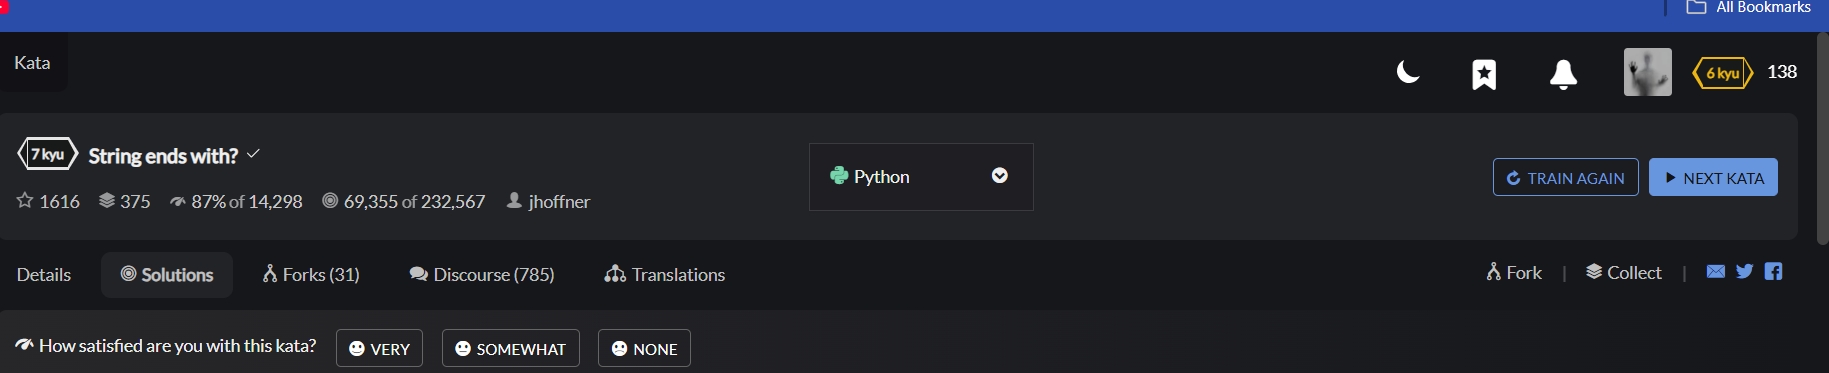 All Bookmarks
Kata
6 kyu 138
7 kyu String ends with?
Python
TRAIN AGAIN NEXT KATA
1616 375 87% of 14,298 69,355 of 232,567 jhoffner
Details Solutions Forks (31) Discourse (785) Translations Fork | Collect |
How satisfied are you with this kata? VERY SOMEWHAT NONE